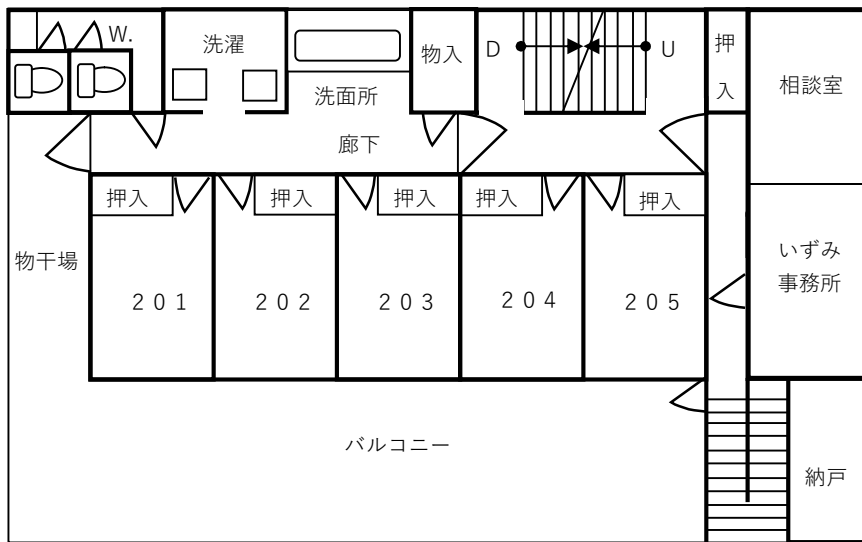 W.
洗濯
物入
D
U
押入
相談室
洗面所
廊下
押入
押入
押入
押入
押入
物干場
２０１
２０２
２０３
２０４
２０５
いずみ
事務所
バルコニー
納戸